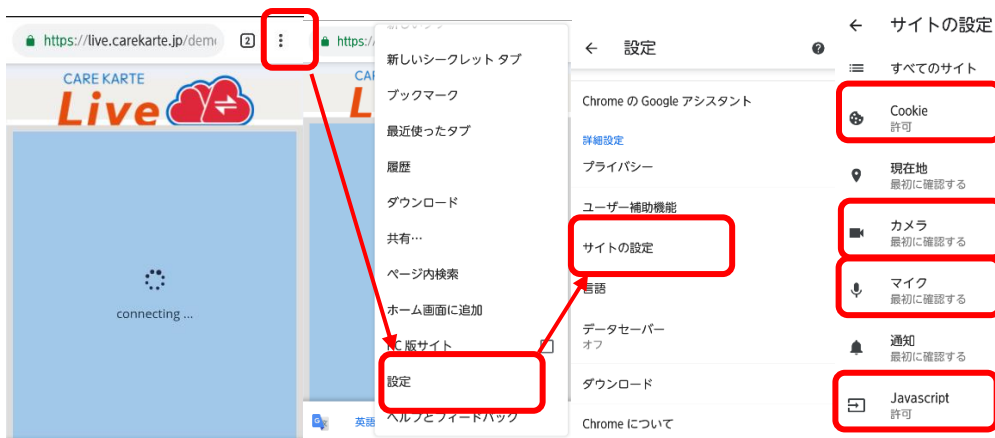 https://live.carekarte.jp/dem
2
CARE KARTE
Live
connecting ...
https:/
CA
L
新しいシークレット タブ
ブックマーク
最近使ったタブ
履歴
ダウンロード
共有…
ページ内検索
ホーム画面に追加
PC 版サイト
設定
ヘルプとフィードバック
英語
← 設定
Chrome の Google アシスタント
詳細設定
プライバシー
ユーザー補助機能
サイトの設定
言語
データセーバー
オフ
ダウンロード
Chrome について
← サイトの設定
すべてのサイト
Cookie
許可
現在地
最初に確認する
カメラ
最初に確認する
マイク
最初に確認する
通知
最初に確認する
Javascript
許可